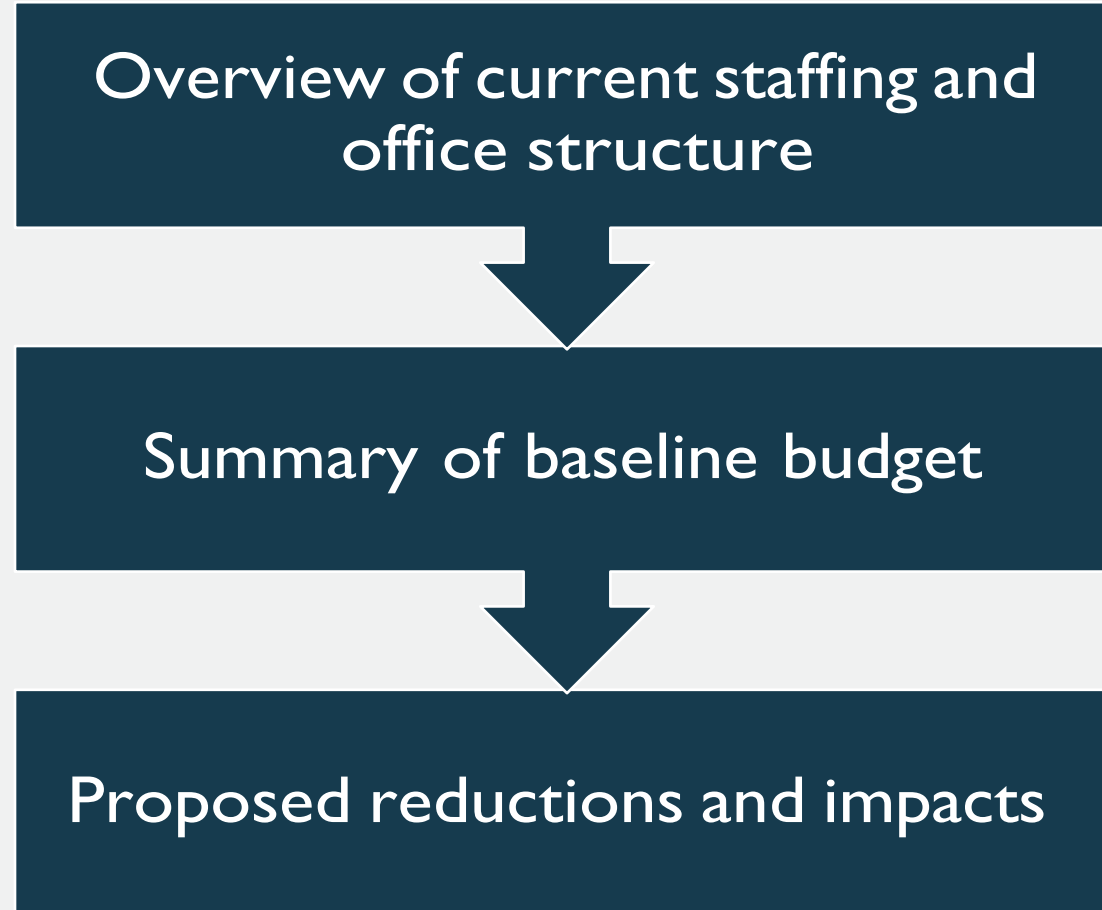 Overview of current staffing and
office structure
Summary of baseline budget
Proposed reductions and impacts